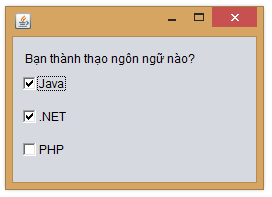 Bạn thành thạo ngôn ngữ nào?
Java
.NET
PHP